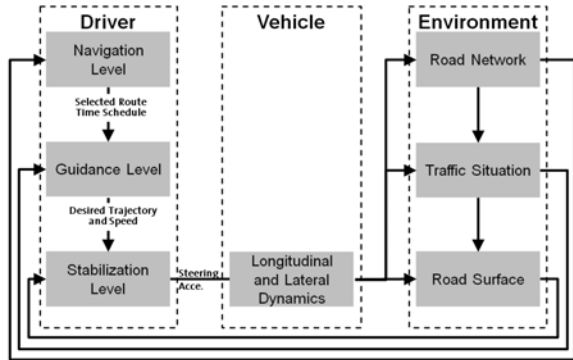 Driver
Vehicle
Environment
Navigation
Level
Road Network
Selected Route
Time Schedule
Guidance Level
Traffic Situation
Desired Trajectory
and Speed
Stabilization
Level
Steering
Acce.
Longitudinal
and Lateral
Dynamics
Road Surface